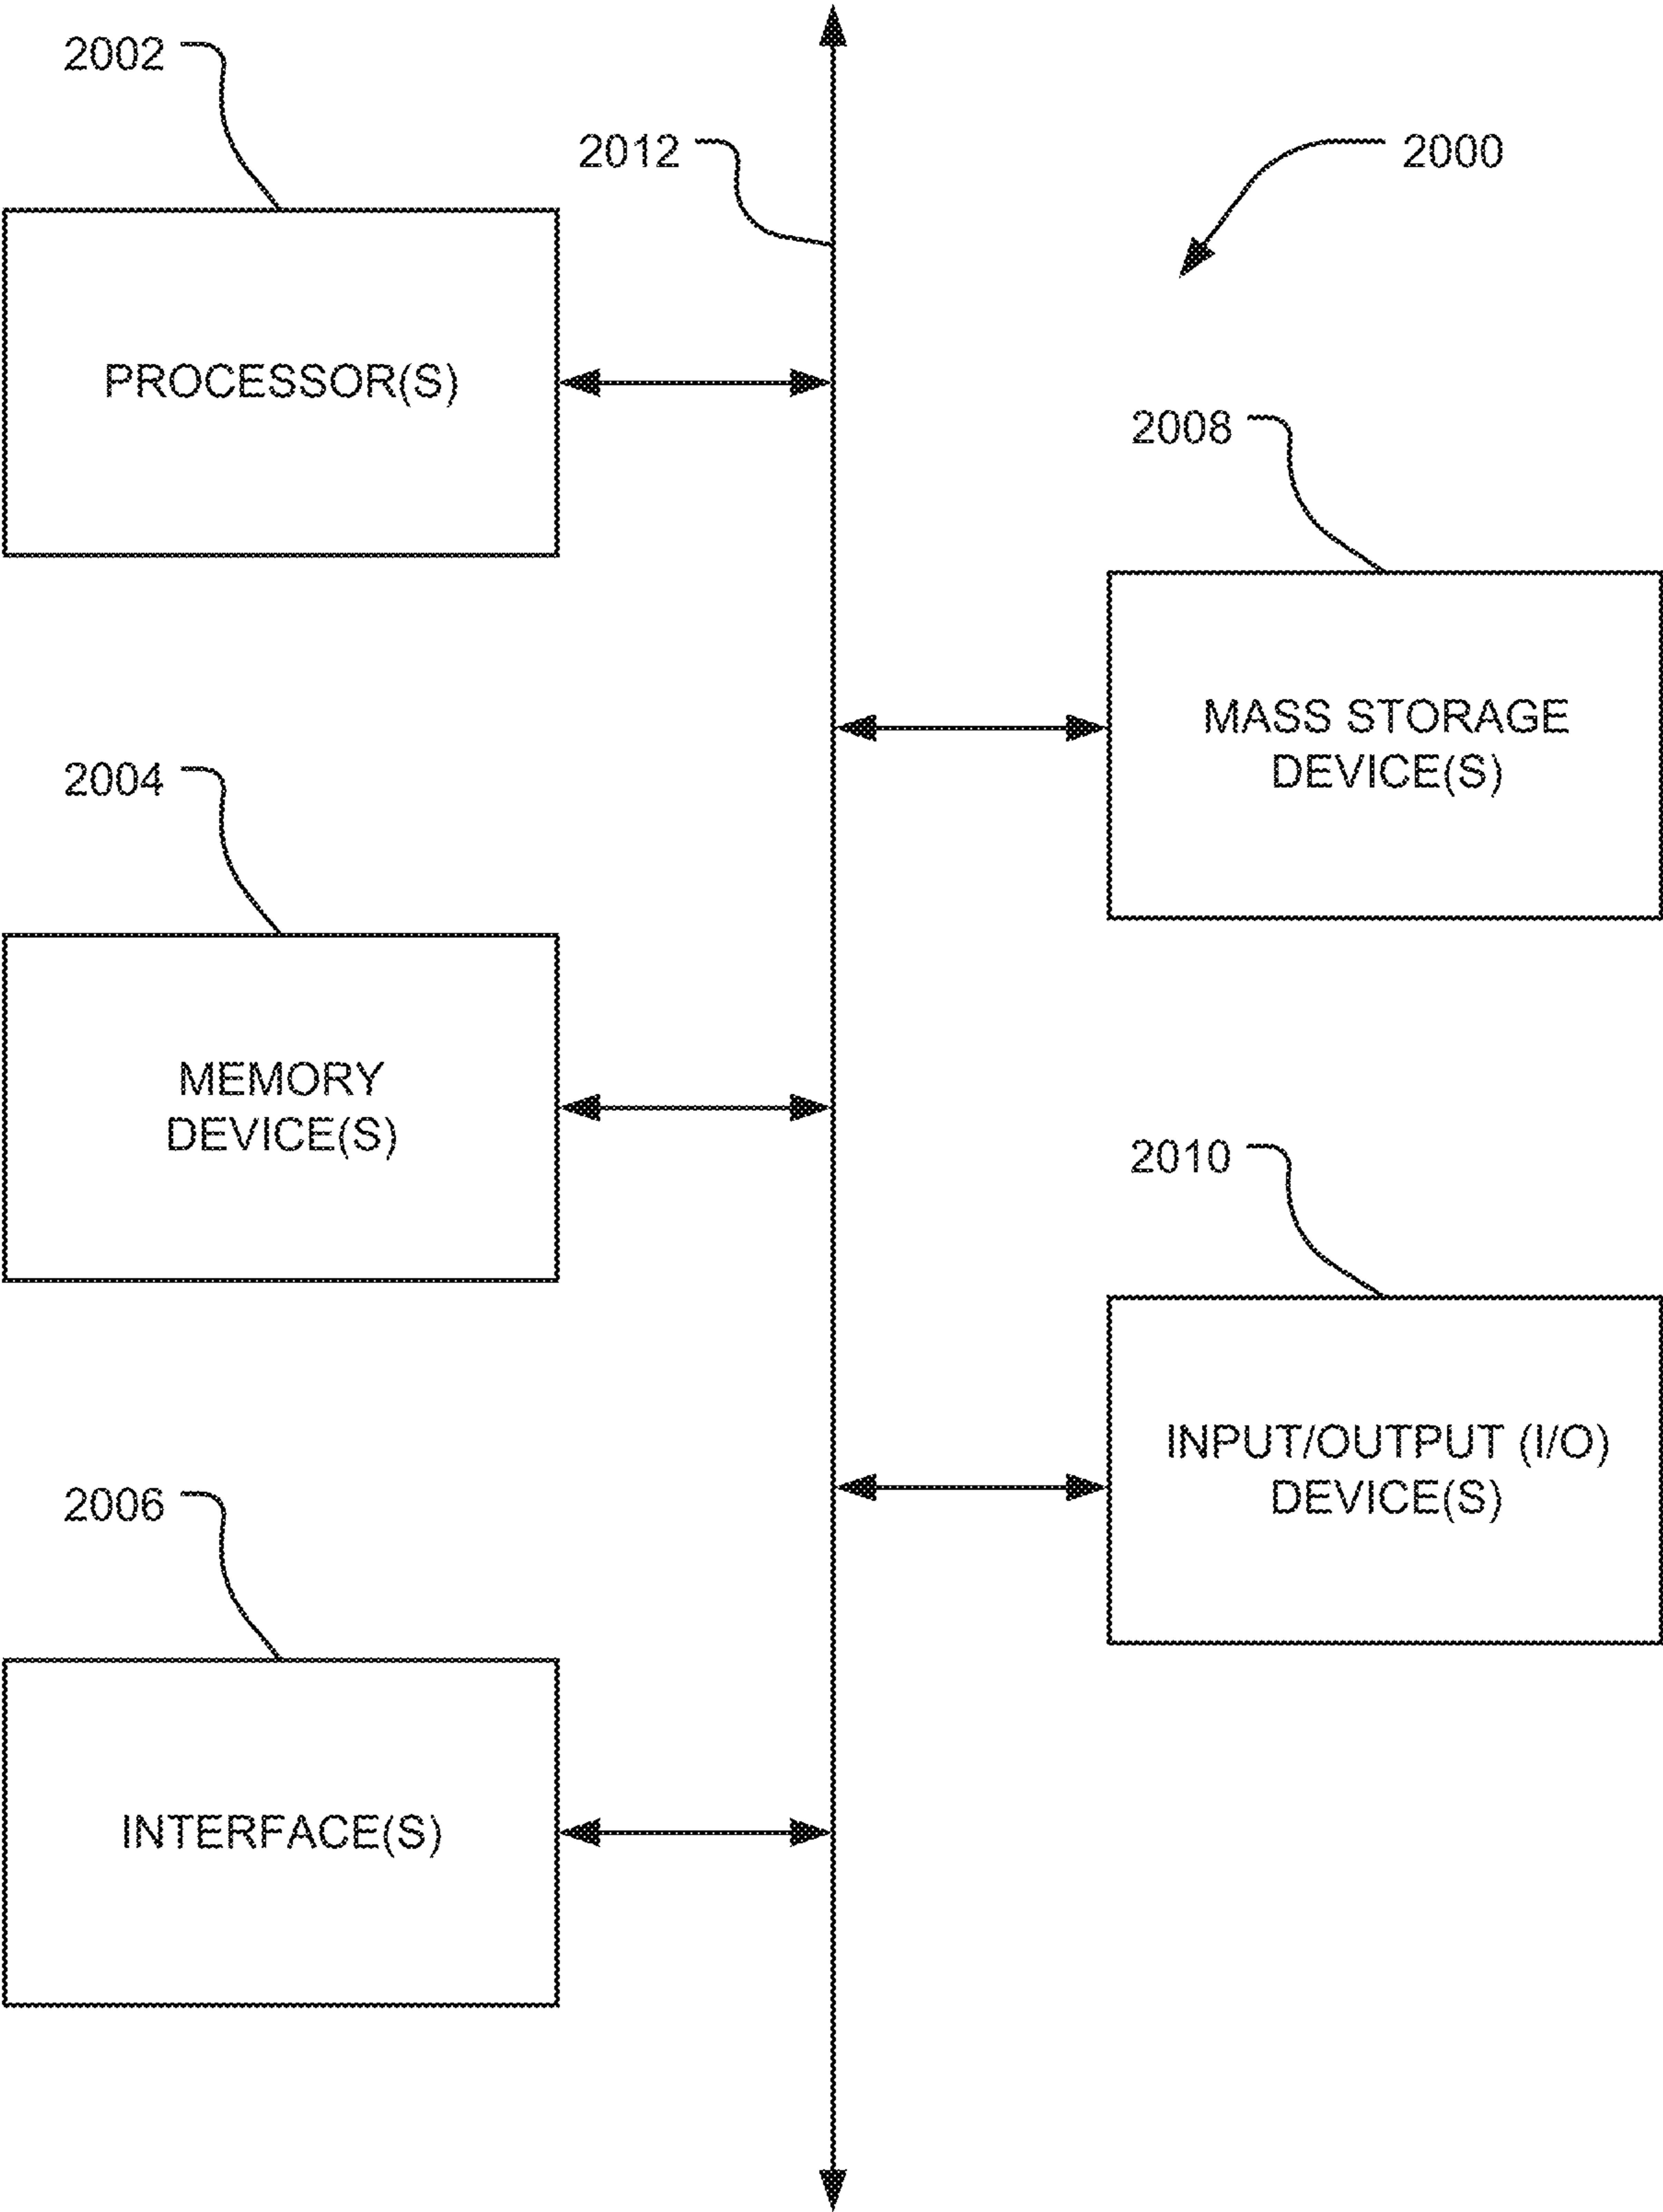 2002
2012
2000
PROCESSOR(S)
2008
MASS STORAGE
DEVICE(S)
2004
MEMORY
DEVICE(S)
2010
INPUT/OUTPUT (I/O)
DEVICE(S)
2006
INTERFACE(S)